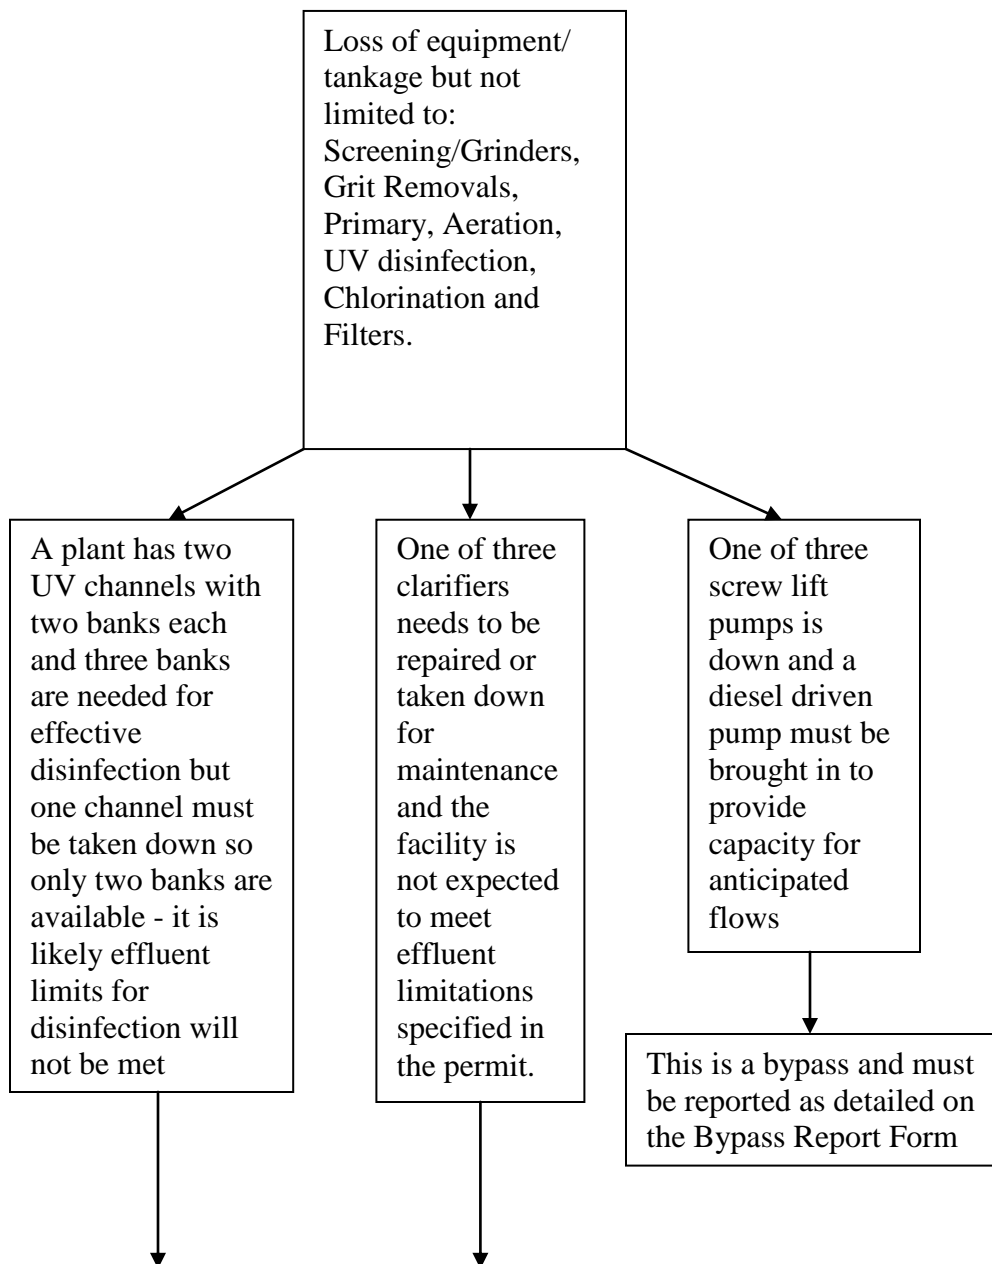 Loss of equipment/
tankage but not
limited to:
Screening/Grinders,
Grit Removals,
Primary, Aeration,
UV disinfection,
Chlorination and
Filters.
A plant has two
UV channels with
two banks each
and three banks
are needed for
effective
disinfection but
one channel must
be taken down so
only two banks are
available - it is
likely effluent
limits for
disinfection will
not be met
One of three
clarifiers
needs to be
repaired or
taken down
for
maintenance
and the
facility is
not expected
to meet
effluent
limitations
specified in
the permit.
One of three
screw lift
pumps is
down and a
diesel driven
pump must be
brought in to
provide
capacity for
anticipated
flows
This is a bypass and must
be reported as detailed on
the Bypass Report Form